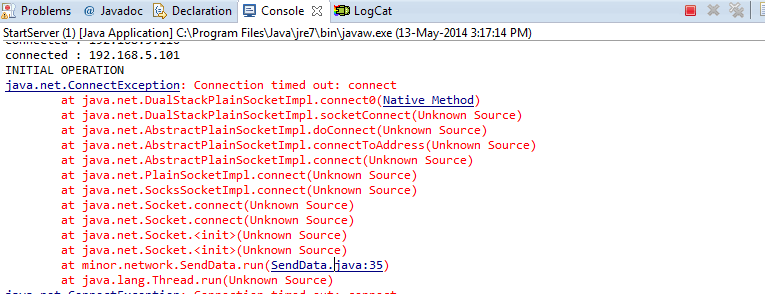 Problems @ Javadoc Declaration Console LogCat
StartServer (1) [Java Application] C:\Program Files\Java\jre7\bin\javaw.exe (13-May-2014 3:17:14 PM)
connected : 192.168.5.110
connected : 192.168.5.101
INITIAL OPERATION
java.net.ConnectException: Connection timed out: connect
at java.net.DualStackPlainSocketImpl.connect0(Native Method)
at java.net.DualStackPlainSocketImpl.socketConnect(Unknown Source)
at java.net.AbstractPlainSocketImpl.doConnect(Unknown Source)
at java.net.AbstractPlainSocketImpl.connectToAddress(Unknown Source)
at java.net.AbstractPlainSocketImpl.connect(Unknown Source)
at java.net.PlainSocketImpl.connect(Unknown Source)
at java.net.SocksSocketImpl.connect(Unknown Source)
at java.net.Socket.connect(Unknown Source)
at java.net.Socket.connect(Unknown Source)
at java.net.Socket.<init>(Unknown Source)
at java.net.Socket.<init>(Unknown Source)
at minor.network.SendData.run(SendData.java:35)
at java.lang.Thread.run(Unknown Source)
java.net.ConnectException: Connection timed out: connect